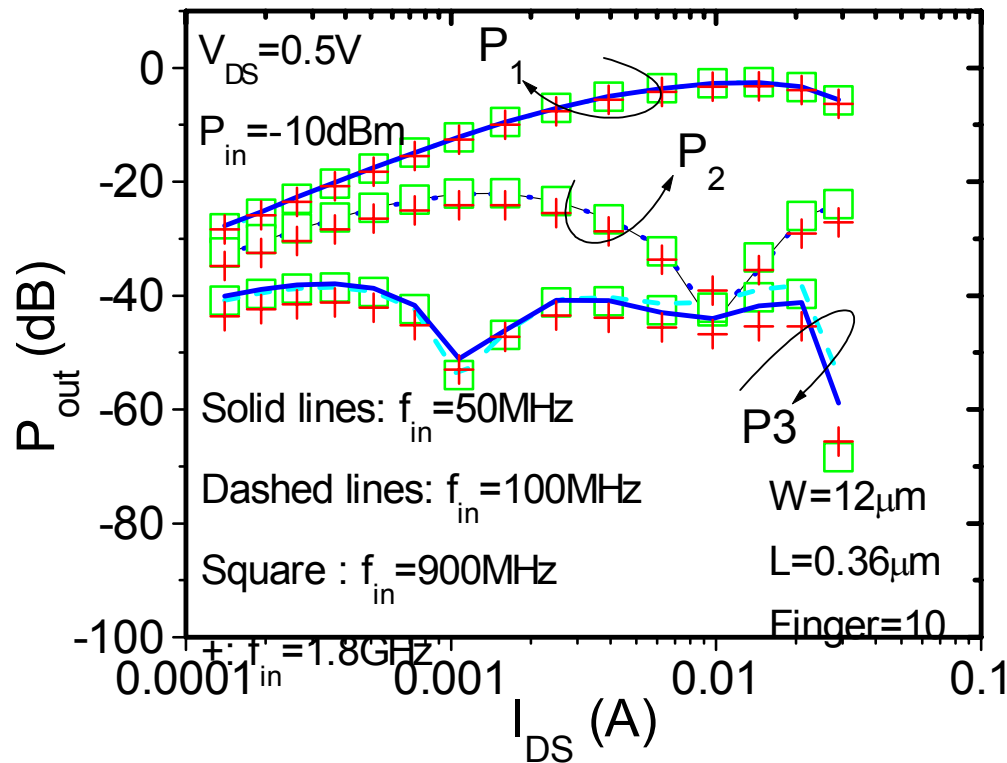 V_DS=0.5V
P_in=-10dBm
P_1
P_2
P3
Solid lines: f_in=50MHz
Dashed lines: f_in=100MHz
Square : f_in=900MHz
+: f_in=1.8GHz
W=12μm
L=0.36μm
Finger=10
P_out (dB)
0
-20
-40
-60
-80
-100
0.0001
0.001
0.01
0.1
I_DS (A)